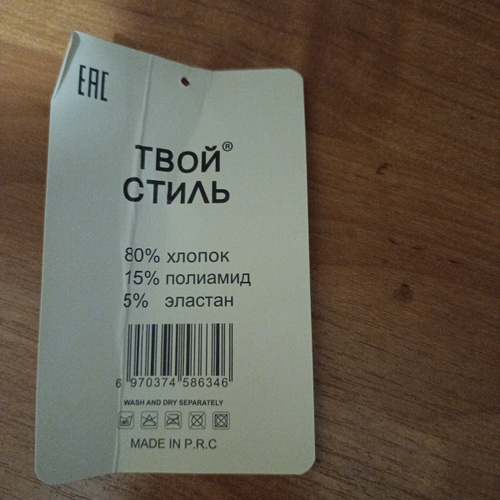 EAC
ТВОЙ®
СТИЛЬ
80% хлопок
15% полиамид
5% эластан
6 970374 586346
WASH AND DRY SEPARATELY
MADE IN P.R.C